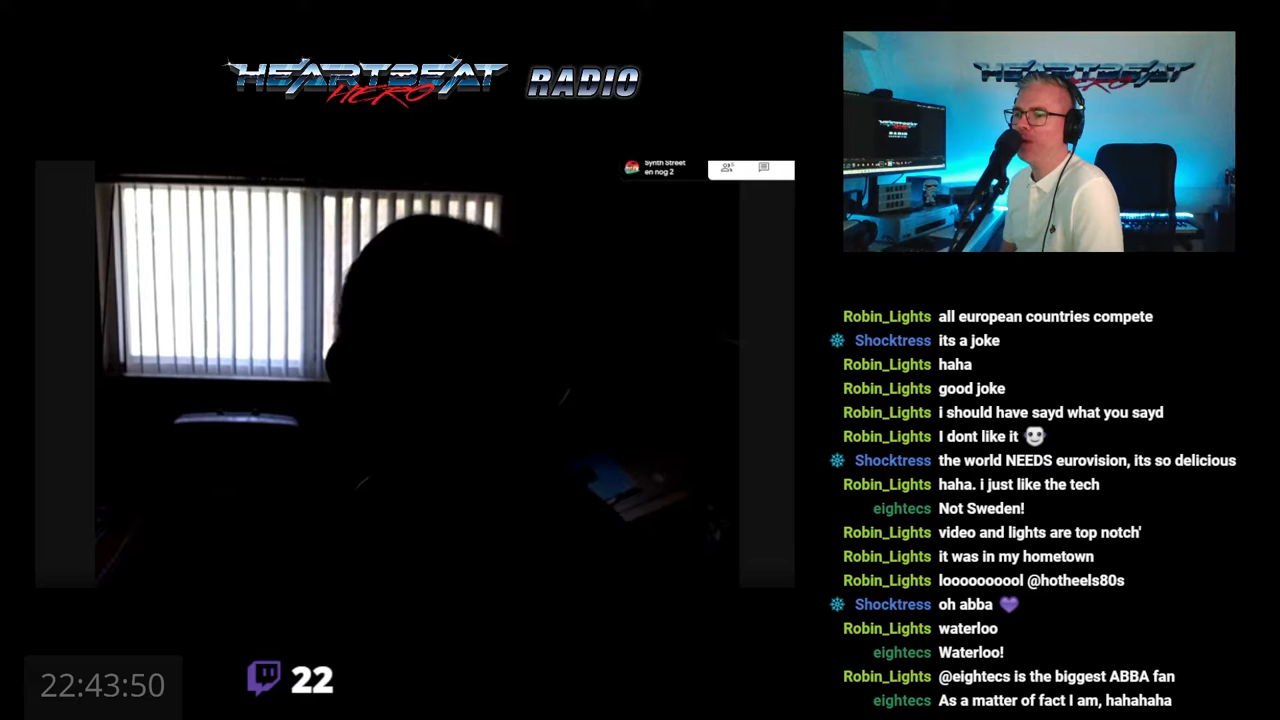 HEARTBEAT
HERO
RADIO
Synth Street
en nog 2
HEARTBEAT
Robin_Lights all european countries compete
Shocktress its a joke
Robin_Lights haha
Robin_Lights good joke
Robin_Lights i should have sayd what you sayd
Robin_Lights I dont like it
Shocktress the world NEEDS eurovision, its so delicious
Robin_Lights haha. i just like the tech
eightecs Not Sweden!
Robin_Lights video and lights are top notch'
Robin_Lights it was in my hometown
Robin_Lights looooooooool @hotheels80s
Shocktress oh abba
Robin_Lights waterloo
eightecs Waterloo!
Robin_Lights @eightecs is the biggest ABBA fan
eightecs As a matter of fact I am, hahahaha
22:43:50
22